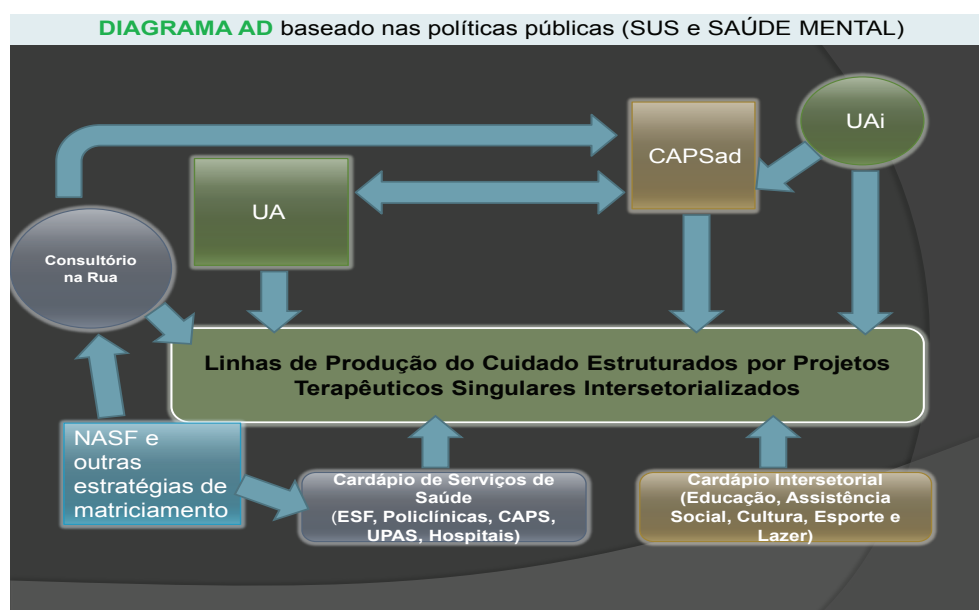 DIAGRAMA AD baseado nas políticas públicas (SUS e SAÚDE MENTAL)
UAi
CAPSad
UA
Consultório
na Rua
Linhas de Produção do Cuidado Estruturados por Projetos
Terapêuticos Singulares Intersetorializados
NASF e
outras
estratégias de
matriciamento
Cardápio de Serviços de
Saúde
(ESF, Policlínicas, CAPS,
UPAS, Hospitais)
Cardápio Intersetorial
(Educação, Assistência
Social, Cultura, Esporte e
Lazer)